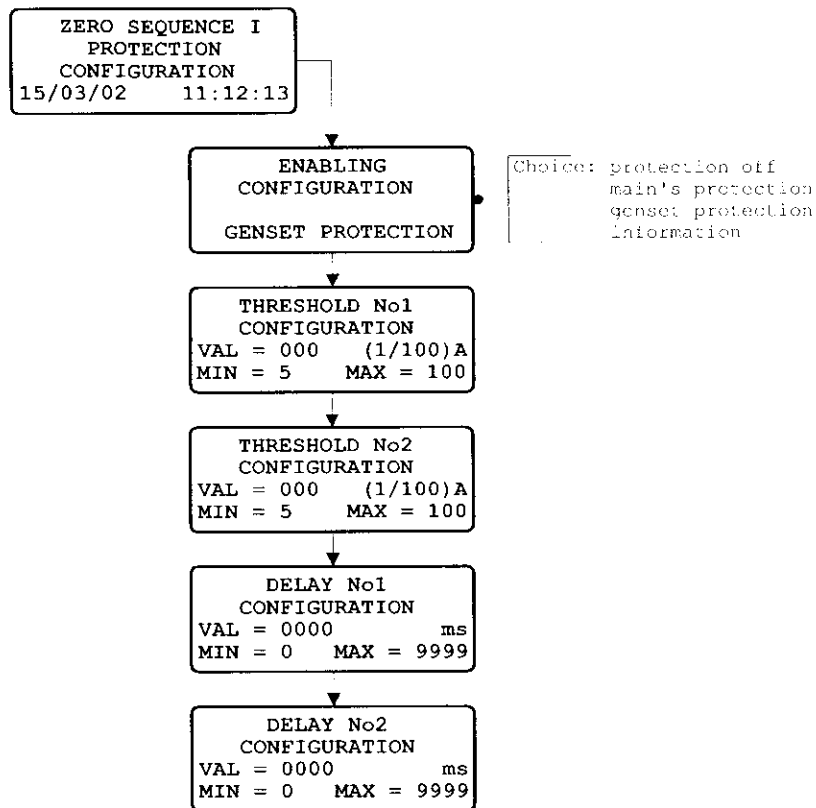 ZERO SEQUENCE I
PROTECTION
CONFIGURATION
15/03/02 11:12:13
ENABLING
CONFIGURATION
GENSET PROTECTION
Choice: protection off
main's protection
genset protection
information
THRESHOLD No1
CONFIGURATION
VAL = 000 (1/100)A
MIN = 5 MAX = 100
THRESHOLD No2
CONFIGURATION
VAL = 000 (1/100)A
MIN = 5 MAX = 100
DELAY No1
CONFIGURATION
VAL = 0000 ms
MIN = 0 MAX = 9999
DELAY No2
CONFIGURATION
VAL = 0000 ms
MIN = 0 MAX = 9999